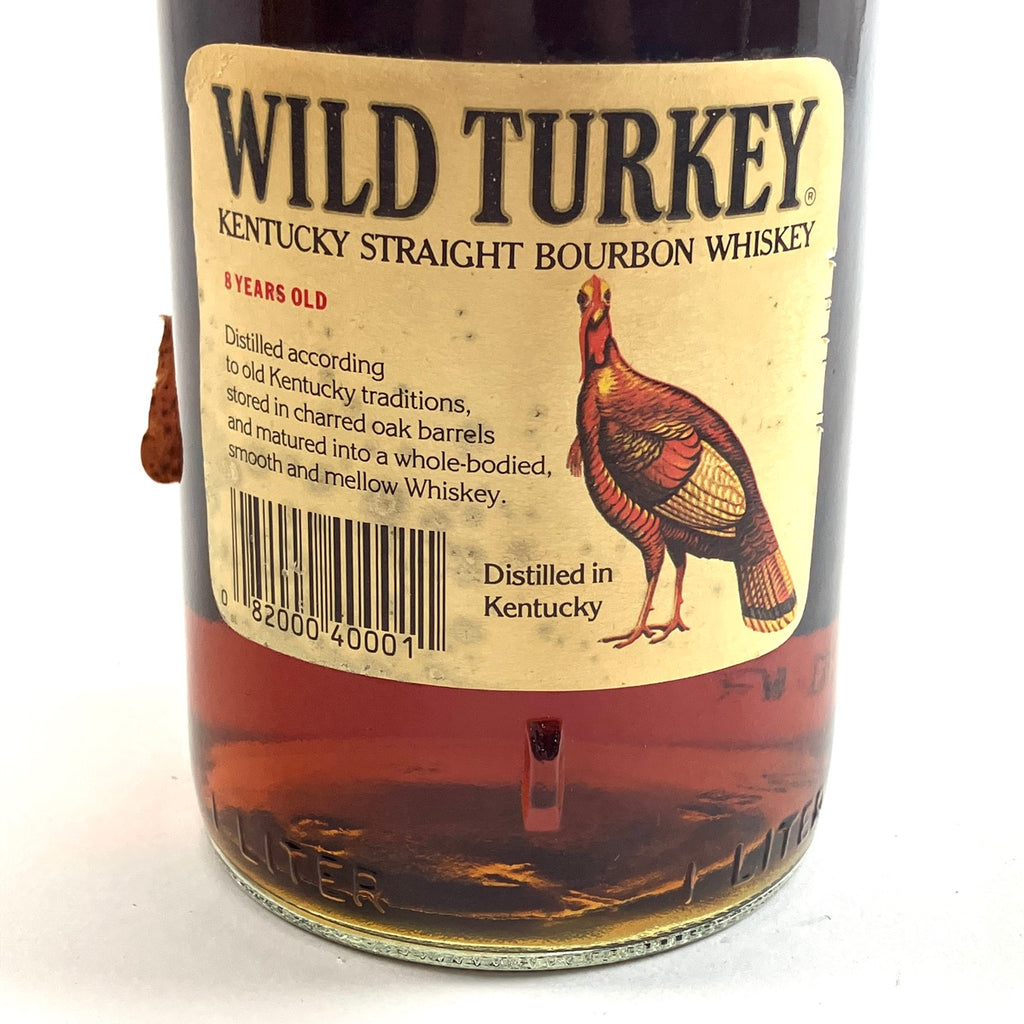 WILD TURKEY®
KENTUCKY STRAIGHT BOURBON WHISKEY
8 YEARS OLD
Distilled according
to old Kentucky traditions,
stored in charred oak barrels
and matured into a whole-bodied,
smooth and mellow Whiskey.
Distilled in
Kentucky
0 82000 40001
1 LITER
1 LITER